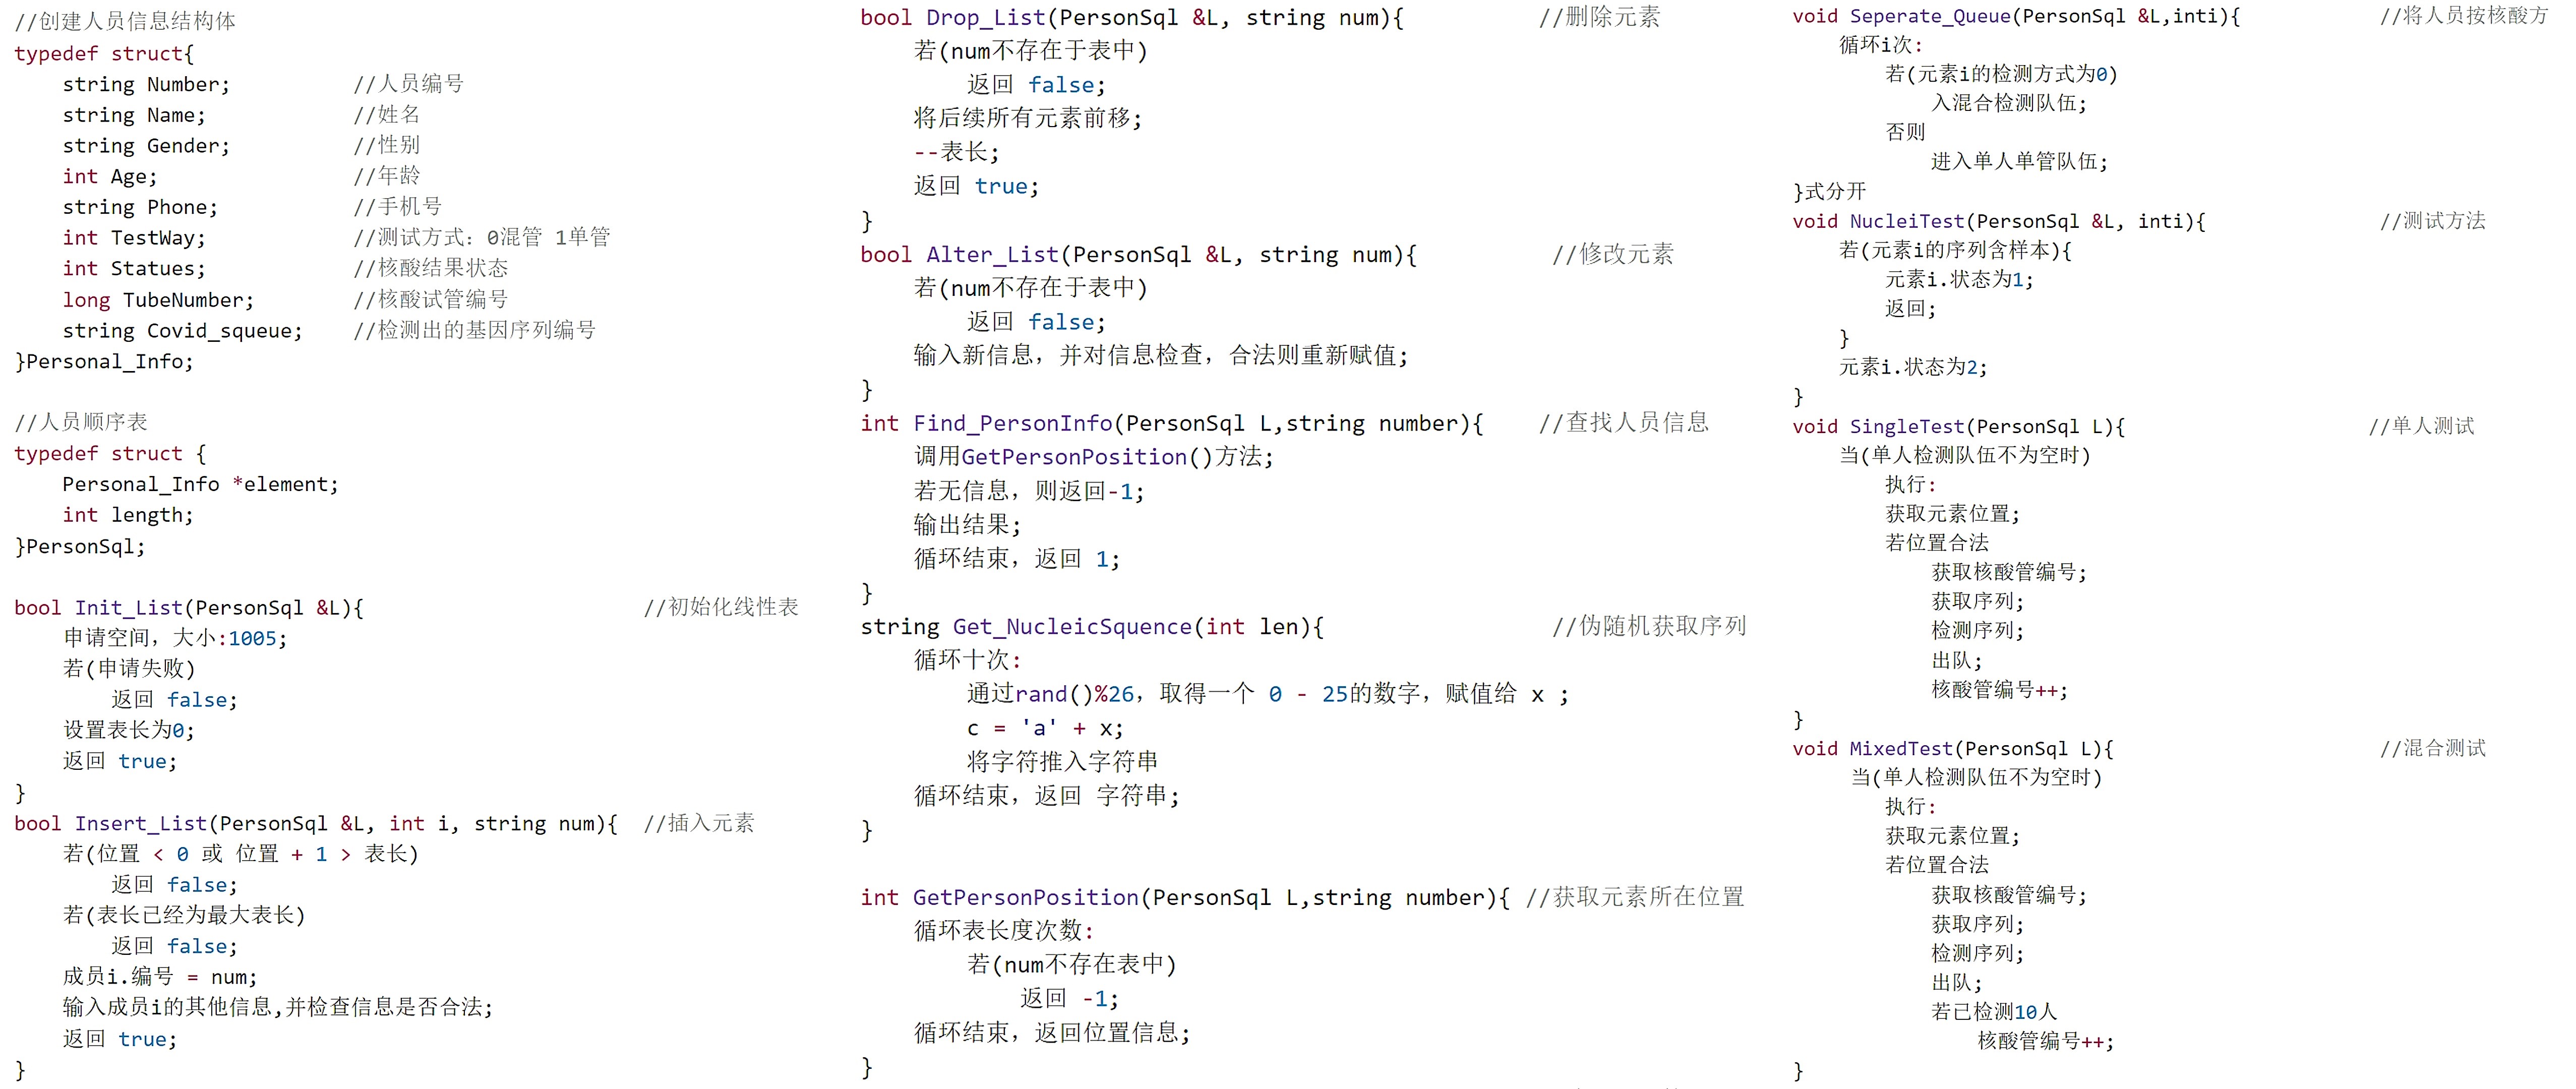 //创建人员信息结构体
typedef struct{
    string Number;          //人员编号
    string Name;            //姓名
    string Gender;          //性别
    int Age;                //年龄
    string Phone;           //手机号
    int TestWay;            //测试方式：0混管 1单管
    int Statues;            //核酸结果状态
    long TubeNumber;        //核酸试管编号
    string Covid_squeue;    //检测出的基因序列编号
}Personal_Info;
//人员顺序表
typedef struct {
    Personal_Info *element;
    int length;
}PersonSql;
bool Init_List(PersonSql &L){                       //初始化线性表
    申请空间，大小:1005;
    若(申请失败)
        返回 false;
    设置表长为0;
    返回 true;
}
bool Insert_List(PersonSql &L, int i, string num){  //插入元素
    若(位置 < 0 或 位置 + 1 > 表长)
        返回 false;
    若(表长已经为最大表长)
        返回 false;
    成员i.编号 = num;
    输入成员i的其他信息,并检查信息是否合法;
    返回 true;
}
bool Drop_List(PersonSql &L, string num){          //删除元素
    若(num不存在于表中)
        返回 false;
    将后续所有元素前移;
    --表长;
    返回 true;
}
bool Alter_List(PersonSql &L, string num){          //修改元素
    若(num不存在于表中)
        返回 false;
    输入新信息，并对信息检查，合法则重新赋值;
}
int Find_PersonInfo(PersonSql L,string number){    //查找人员信息
    调用GetPersonPosition()方法;
    若无信息，则返回-1;
    输出结果;
    循环结束，返回 1;
}
string Get_NucleicSquence(int len){                 //伪随机获取序列
    循环十次:
        通过rand()%26，取得一个 0 - 25的数字，赋值给 x ;
        c = 'a' + x;
        将字符推入字符串
    循环结束，返回 字符串;
}
int GetPersonPosition(PersonSql L,string number){ //获取元素所在位置
    循环表长度次数:
        若(num不存在表中)
            返回 -1;
    循环结束，返回位置信息;
}
void Seperate_Queue(PersonSql &L,inti){            //将人员按核酸方
    循环i次:
        若(元素i的检测方式为0)
            入混合检测队伍;
        否则
            进入单人单管队伍;
}式分开
void NucleiTest(PersonSql &L, inti){               //测试方法
    若(元素i的序列含样本){
        元素i.状态为1;
        返回;
    }
    元素i.状态为2;
}
void SingleTest(PersonSql L){                     //单人测试
    当(单人检测队伍不为空时)
        执行:
        获取元素位置;
        若位置合法
            获取核酸管编号;
            获取序列;
            检测序列;
            出队;
            核酸管编号++;
}
void MixedTest(PersonSql L){                       //混合测试
     当(单人检测队伍不为空时)
        执行:
        获取元素位置;
        若位置合法
            获取核酸管编号;
            获取序列;
            检测序列;
            出队;
            若已检测10人
                核酸管编号++;
}